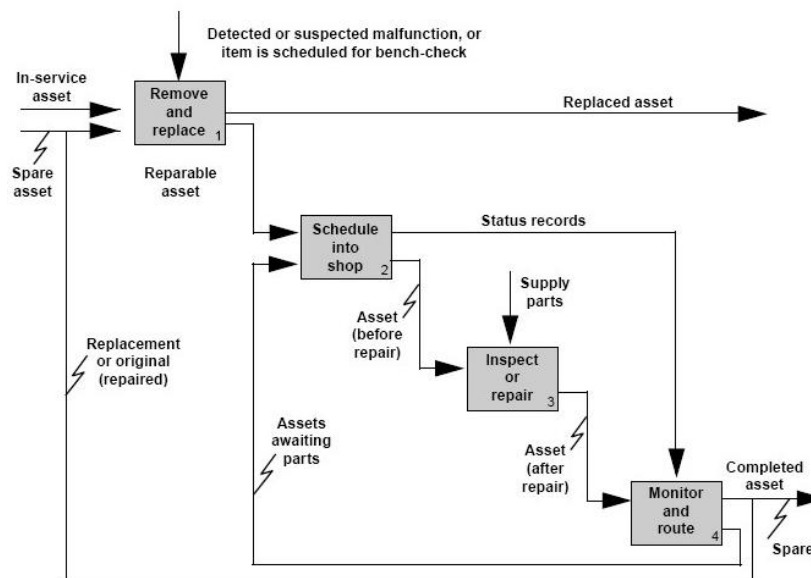 Detected or suspected malfunction, or
item is scheduled for bench-check
In-service
asset
Remove
and
replace 1
Replaced asset
Spare
asset
Reparable
asset
Schedule
into
shop 2
Status records
Supply
parts
Asset
(before
repair)
Replacement
or original
(repaired)
Inspect
or
repair 3
Assets
awaiting
parts
Asset
(after
repair)
Completed
asset
Monitor
and
route 4
Spare